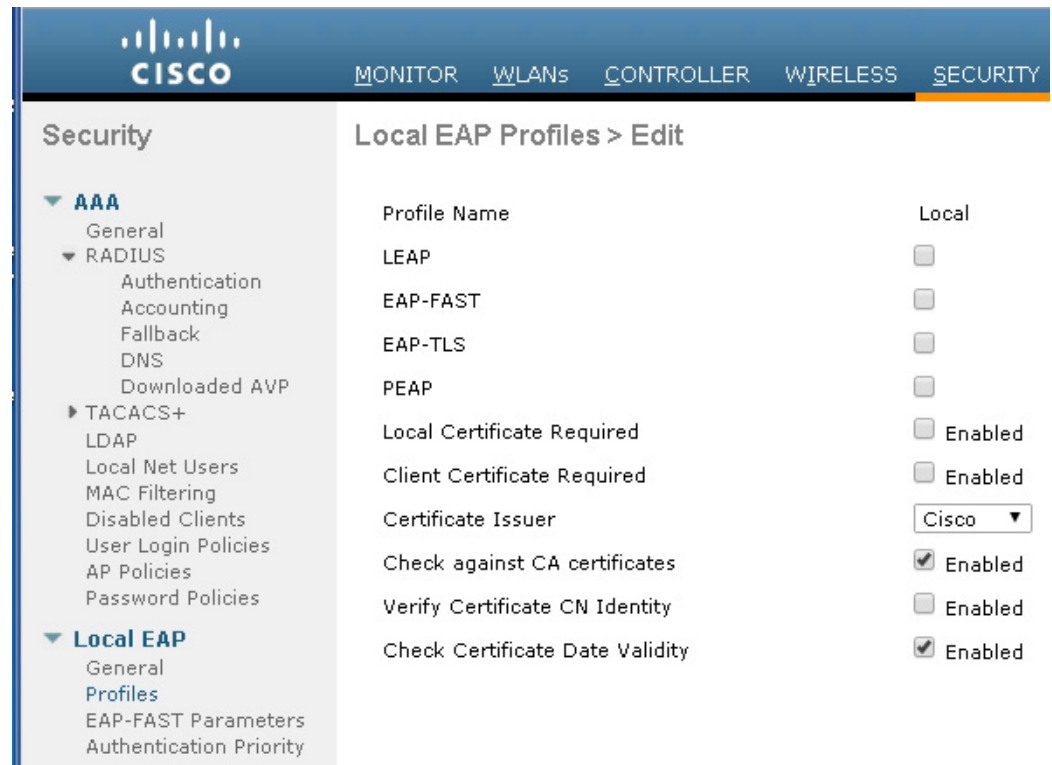 CISCO
MONITOR WLANs CONTROLLER WIRELESS SECURITY
Security
AAA
General
RADIUS
Authentication
Accounting
Fallback
DNS
Downloaded AVP
TACACS+
LDAP
Local Net Users
MAC Filtering
Disabled Clients
User Login Policies
AP Policies
Password Policies
Local EAP
General
Profiles
EAP-FAST Parameters
Authentication Priority
Local EAP Profiles > Edit
Profile Name Local
LEAP
EAP-FAST
EAP-TLS
PEAP
Local Certificate Required Enabled
Client Certificate Required Enabled
Certificate Issuer Cisco
Check against CA certificates Enabled
Verify Certificate CN Identity Enabled
Check Certificate Date Validity Enabled